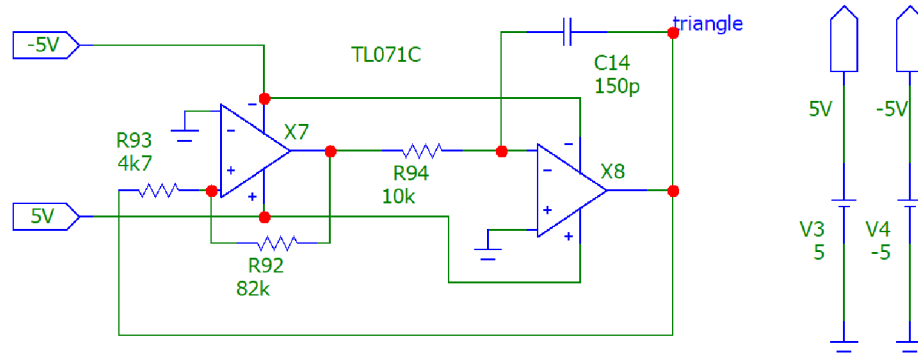 triangle
-5V
TL071C
C14
150p
5V
-5V
X7
R93
4k7
R94
10k
X8
5V
R92
82k
V3
5
V4
-5